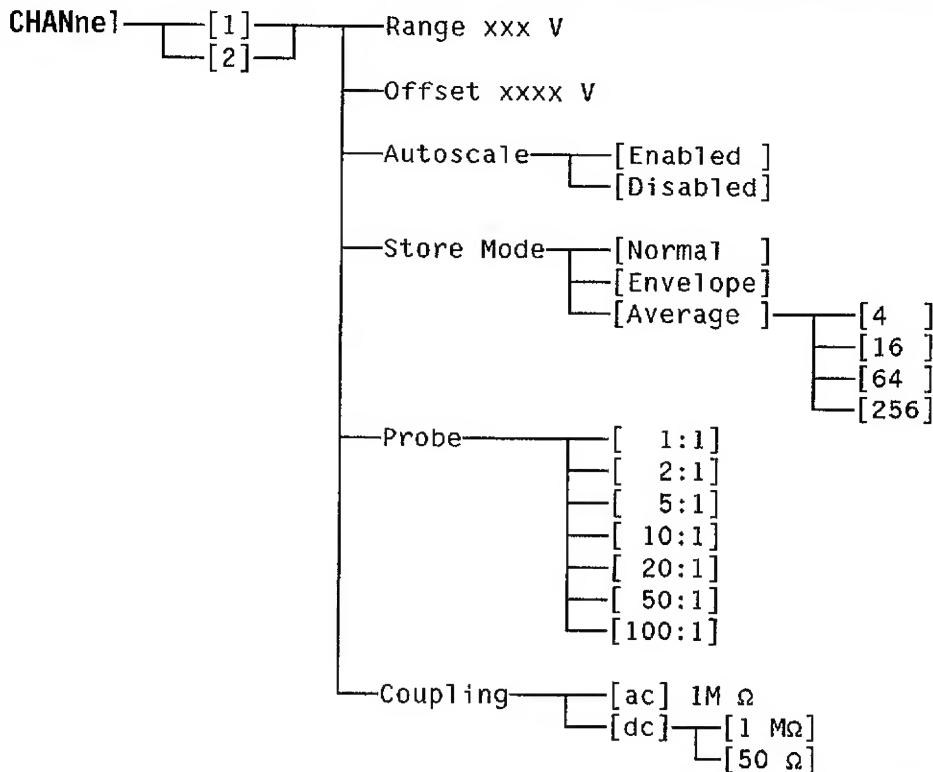 CHANnel [1] Range xxx V
[2]
Offset xxxx V
Autoscale [Enabled ]
[Disabled]
Store Mode [Normal ]
[Envelope]
[Average ] [4 ]
[16 ]
[64 ]
[256]
Probe [ 1:1]
[ 2:1]
[ 5:1]
[ 10:1]
[ 20:1]
[ 50:1]
[100:1]
Coupling [ac] 1M Ω
[dc] [1 MΩ]
[50 Ω]